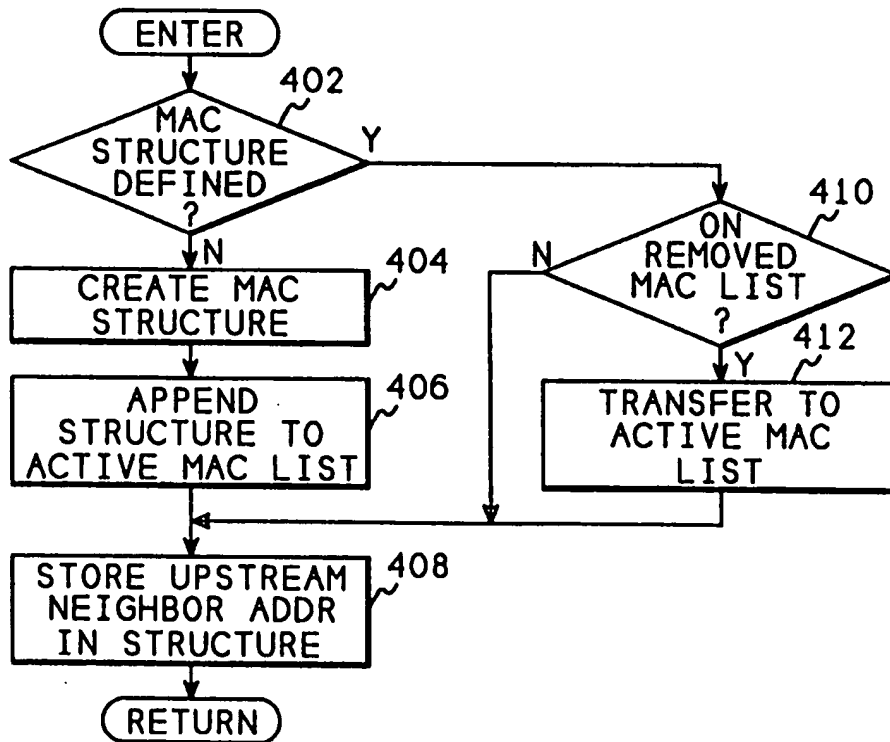 ENTER
402
MAC
STRUCTURE
DEFINED
?
Y
N
404
CREATE MAC
STRUCTURE
406
APPEND
STRUCTURE TO
ACTIVE MAC LIST
410
ON
REMOVED
MAC LIST
?
N
Y
412
TRANSFER TO
ACTIVE MAC
LIST
408
STORE UPSTREAM
NEIGHBOR ADDR
IN STRUCTURE
RETURN